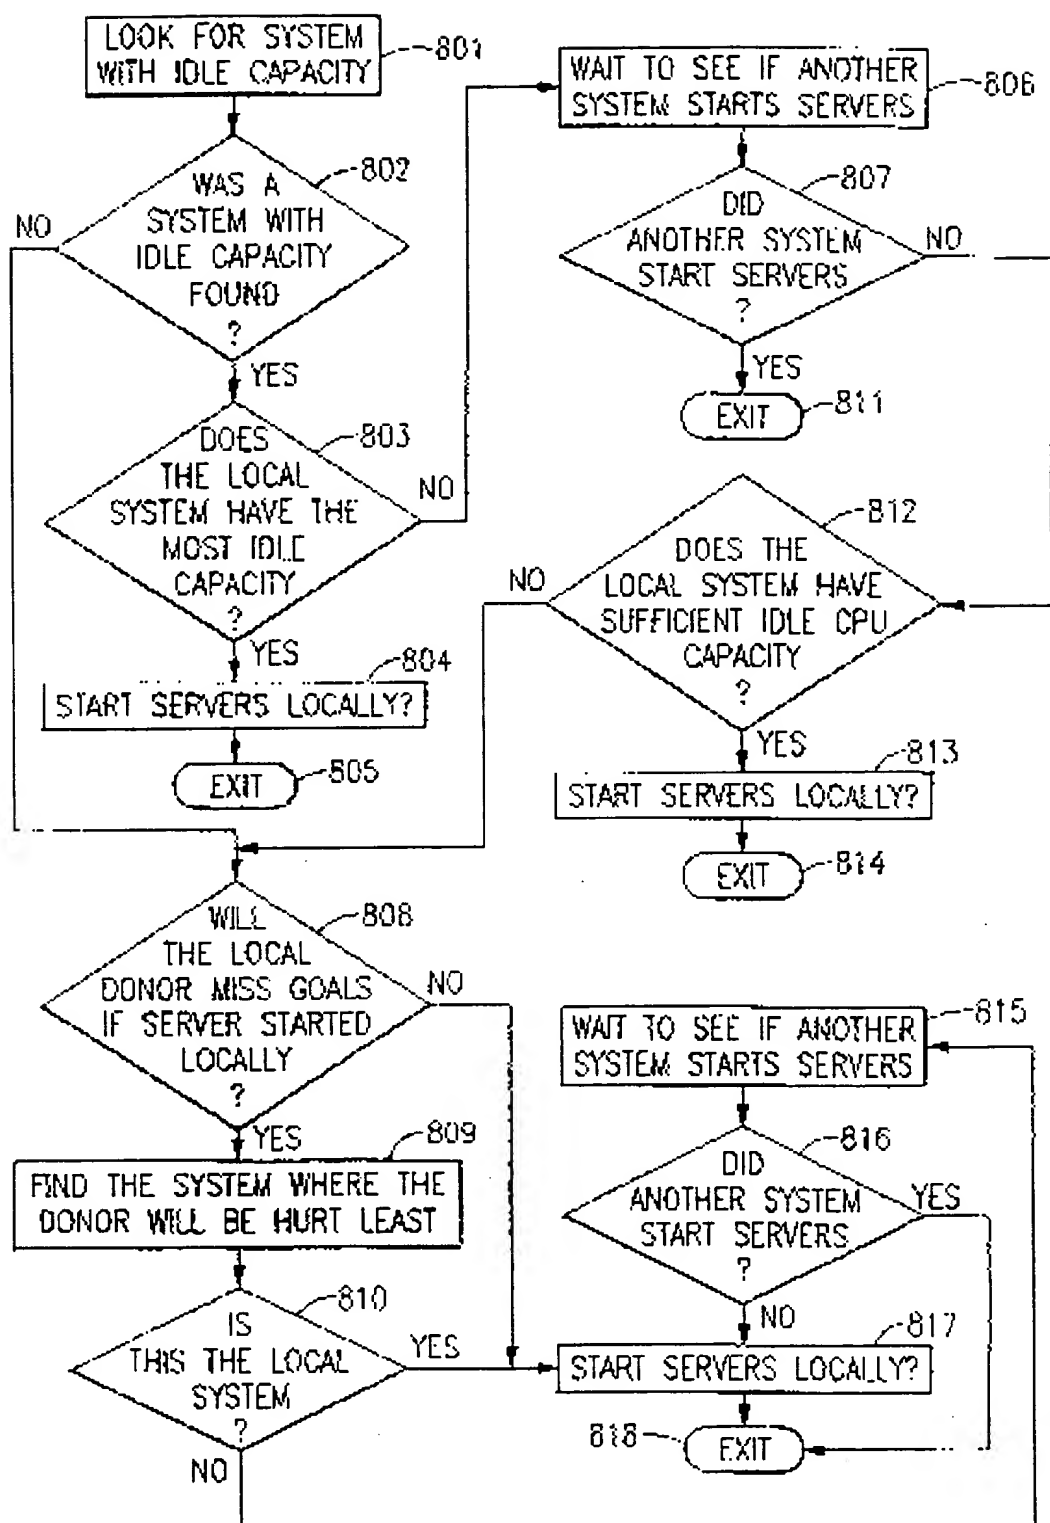 LOOK FOR SYSTEM
WITH IDLE CAPACITY
801
WAS A
SYSTEM WITH
IDLE CAPACITY
FOUND
?
802
NO
YES
DOES
THE LOCAL
SYSTEM HAVE THE
MOST IDLE
CAPACITY
?
803
NO
YES
804
START SERVERS LOCALLY?
EXIT
805
WAIT TO SEE IF ANOTHER
SYSTEM STARTS SERVERS
806
807
DID
ANOTHER SYSTEM
START SERVERS
?
NO
YES
EXIT
811
812
DOES THE
LOCAL SYSTEM HAVE
SUFFICIENT IDLE CPU
CAPACITY
?
NO
YES
813
START SERVERS LOCALLY?
EXIT
814
WILL
THE LOCAL
DONOR MISS GOALS
IF SERVER STARTED
LOCALLY
?
808
NO
YES
809
FIND THE SYSTEM WHERE THE
DONOR WILL BE HURT LEAST
810
IS
THIS THE LOCAL
SYSTEM
?
YES
NO
815
WAIT TO SEE IF ANOTHER
SYSTEM STARTS SERVERS
816
DID
ANOTHER SYSTEM
START SERVERS
?
YES
NO
817
START SERVERS LOCALLY?
818
EXIT